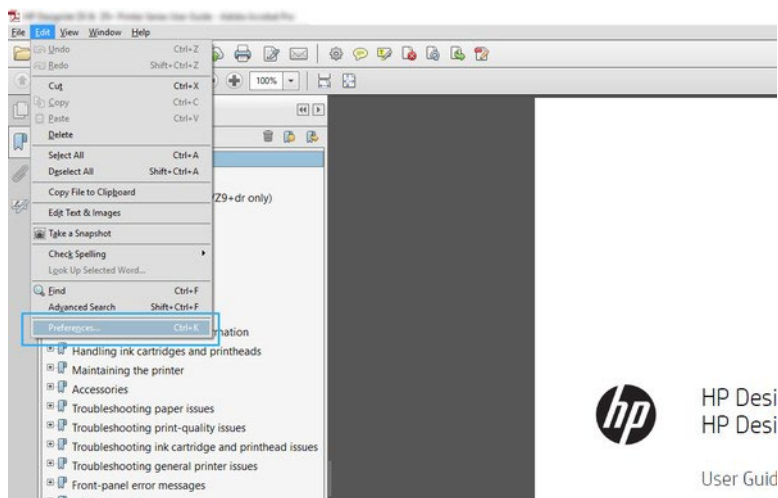 File Edit View Window Help
Undo Ctrl+Z
Redo Shift+Ctrl+Z
Cut Ctrl+X
Copy Ctrl+C
Paste Ctrl+V
Delete
Select All Ctrl+A
Deselect All Shift+Ctrl+A
Copy File to Clipboard
Edit Text & Images
Take a Snapshot
Check Spelling
Look Up Selected Word...
Find Ctrl+F
Advanced Search Shift+Ctrl+F
Preferences... Ctrl+K
100%
/Z9+dr only)
mation
Handling ink cartridges and printheads
Maintaining the printer
Accessories
Troubleshooting paper issues
Troubleshooting print-quality issues
Troubleshooting ink cartridge and printhead issues
Troubleshooting general printer issues
Front-panel error messages
hp
HP Desi
HP Desi
User Guid